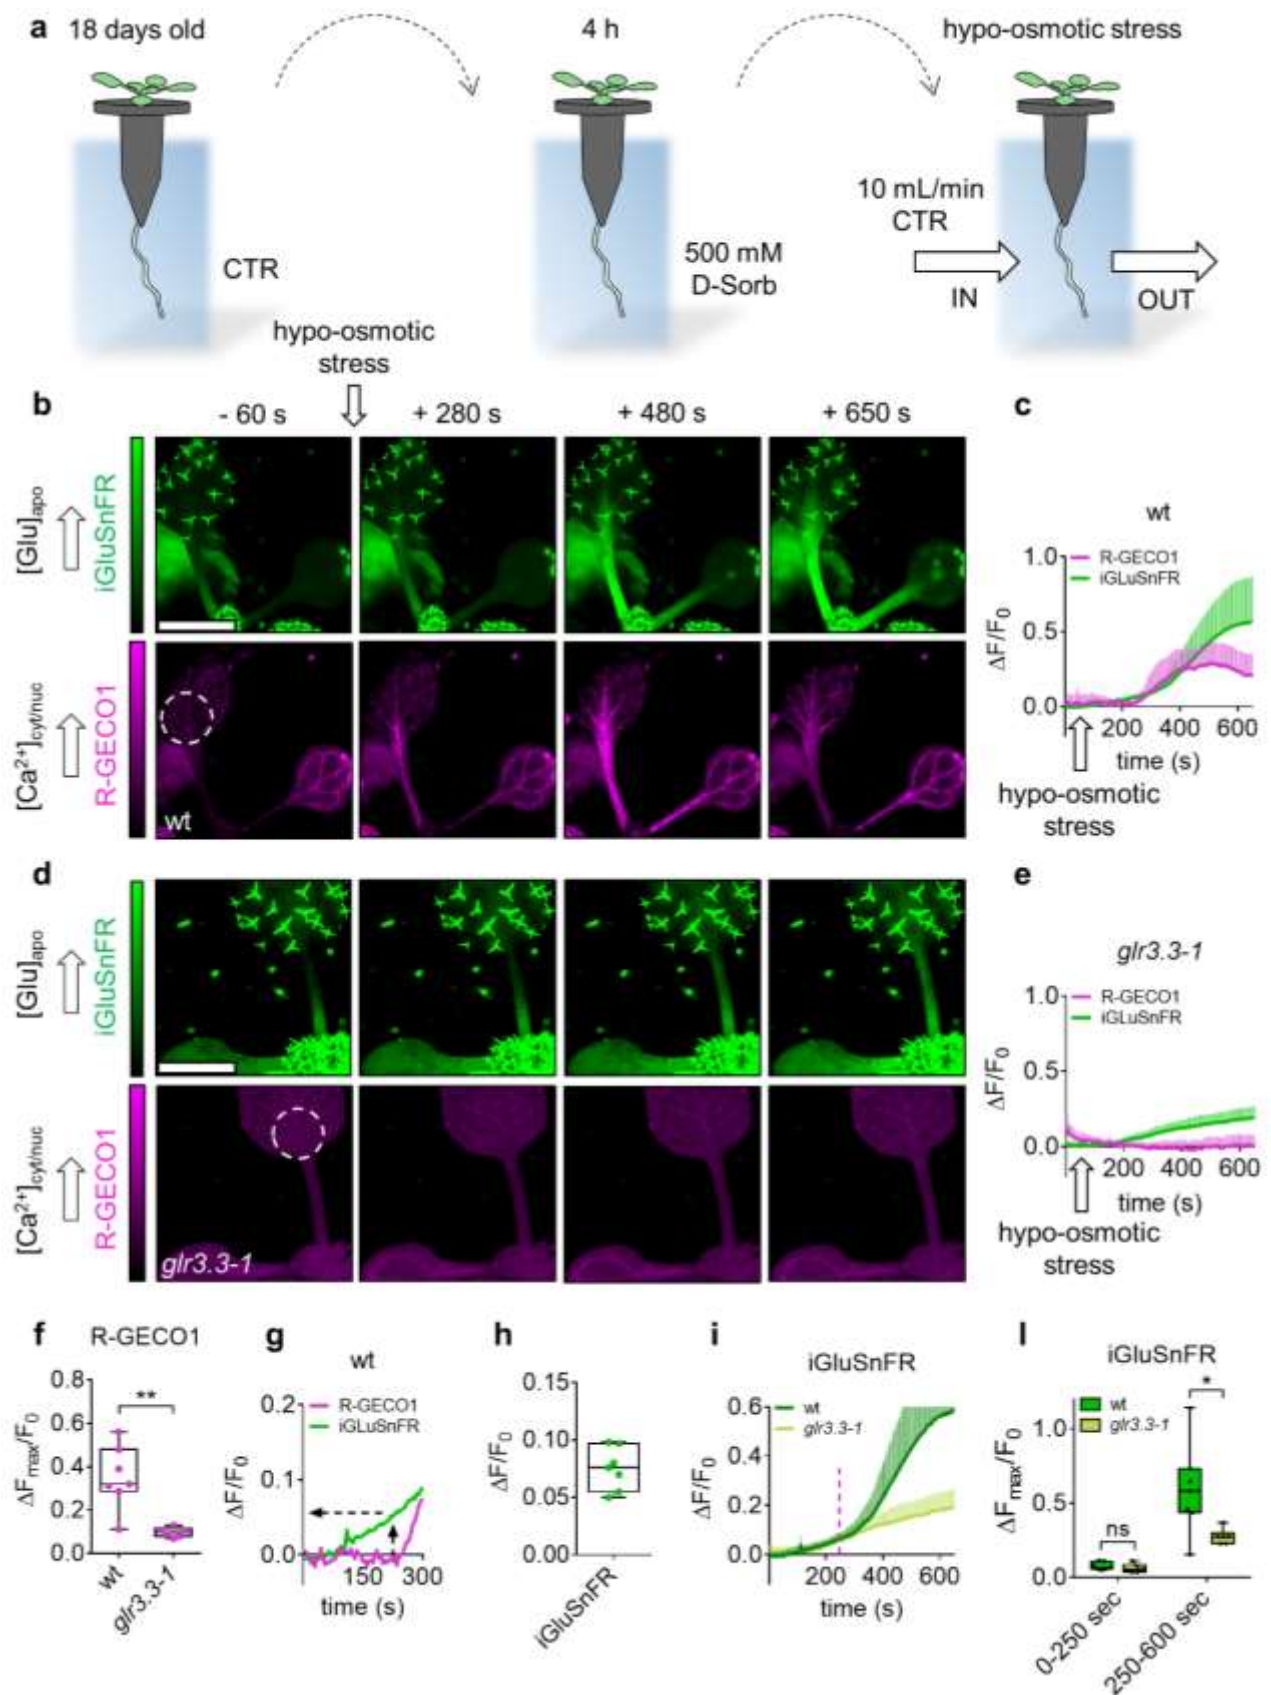 a
18 days old
4 h
hypo-osmotic stress
CTR
500 mM
D-Sorb
10 mL/min
CTR
IN
OUT
hypo-osmotic
stress
b
- 60 s
+ 280 s
+ 480 s
+ 650 s
[Glu]apo
iGluSnFR
[Ca2+]cyt/nuc
R-GECO1
wt
c
wt
R-GECO1
iGLuSnFR
ΔF/F0
1.0
0.5
0.0
200 400 600
time (s)
hypo-osmotic
stress
d
[Glu]apo
iGluSnFR
[Ca2+]cyt/nuc
R-GECO1
glr3.3-1
e
glr3.3-1
R-GECO1
iGLuSnFR
ΔF/F0
1.0
0.5
0.0
200 400 600
time (s)
hypo-osmotic
stress
f
R-GECO1
**
ΔFmax/F0
0.8
0.6
0.4
0.2
0.0
wt
glr3.3-1
g
wt
R-GECO1
iGLuSnFR
ΔF/F0
0.2
0.1
0.0
150 300
time (s)
h
ΔF/F0
0.15
0.10
0.05
0.00
iGluSnFR
i
iGluSnFR
wt
glr3.3-1
ΔF/F0
0.6
0.4
0.2
0.0
200 400 600
time (s)
l
iGluSnFR
wt
glr3.3-1
*
ns
ΔFmax/F0
1.0
0.5
0.0
0-250 sec
250-600 sec